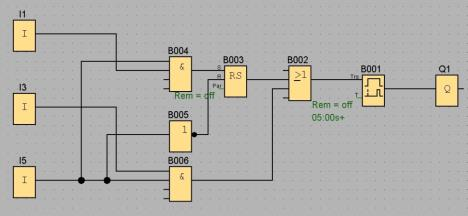 I1
I
B004
&
Rem = off
B003
S
R
Par
RS
B002
≥1
B001
Trg
T
Rem = off
05:00s+
Q1
Q
I3
I
B005
1
B006
&
I5
I